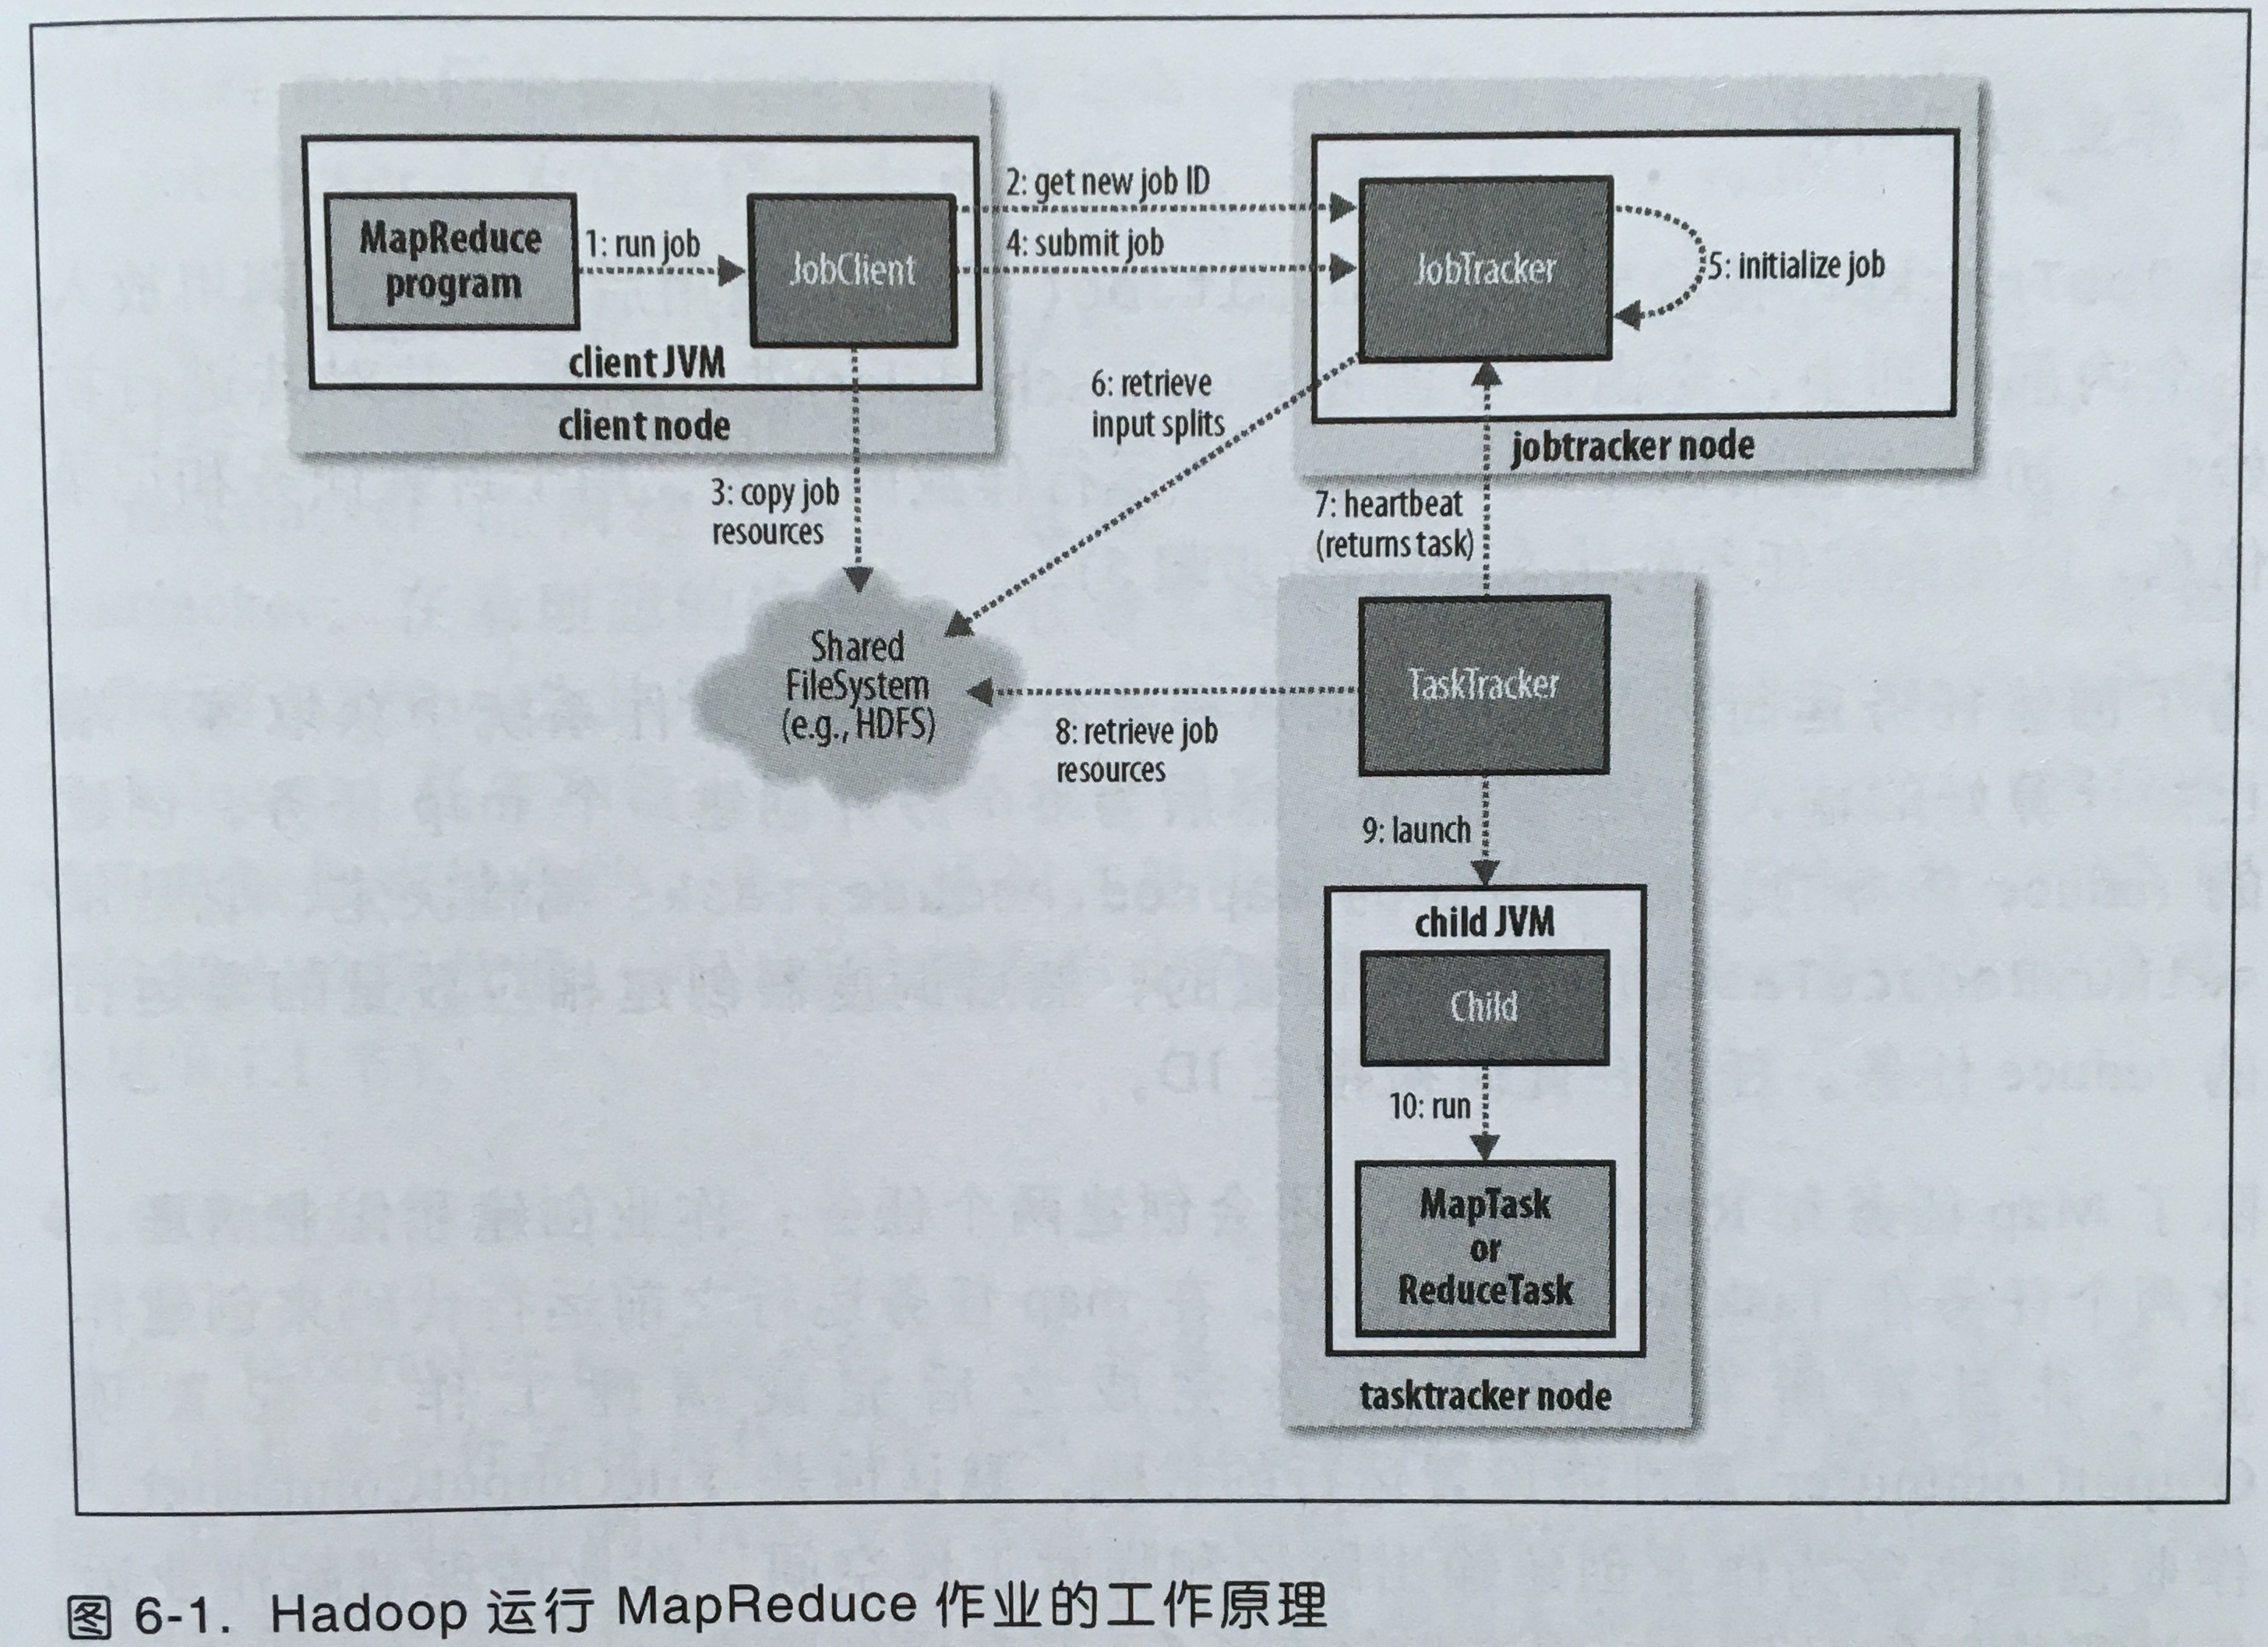 MapReduce
program
1: run job
JobClient
client JVM
client node
2: get new job ID
4: submit job
JobTracker
5: initialize job
jobtracker node
3: copy job
resources
6: retrieve
input splits
7: heartbeat
(returns task)
Shared
FileSystem
(e.g., HDFS)
8: retrieve job
resources
TaskTracker
9: launch
child JVM
Child
10: run
MapTask
or
ReduceTask
tasktracker node
图 6-1. Hadoop 运行 MapReduce 作业的工作原理